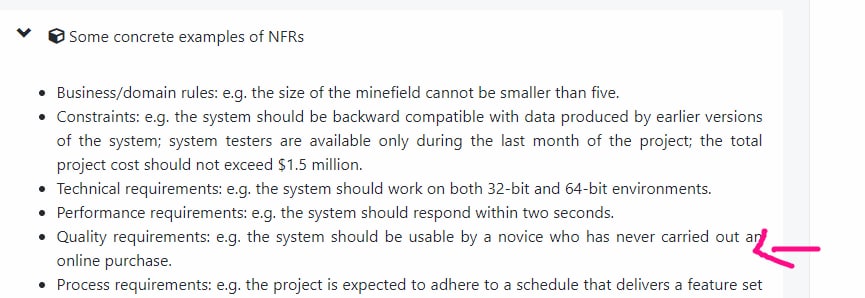 Some concrete examples of NFRs
• Business/domain rules: e.g. the size of the minefield cannot be smaller than five.
• Constraints: e.g. the system should be backward compatible with data produced by earlier versions
of the system; system testers are available only during the last month of the project; the total
project cost should not exceed $1.5 million.
• Technical requirements: e.g. the system should work on both 32-bit and 64-bit environments.
• Performance requirements: e.g. the system should respond within two seconds.
• Quality requirements: e.g. the system should be usable by a novice who has never carried out an
online purchase.
• Process requirements: e.g. the project is expected to adhere to a schedule that delivers a feature set